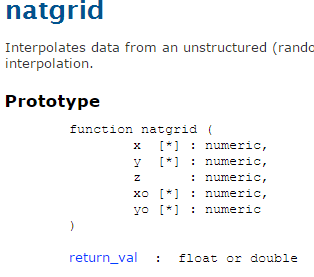 natgrid
Interpolates data from an unstructured (rando
interpolation.
Prototype
function natgrid (
x [*] : numeric,
y [*] : numeric,
z : numeric,
xo [*] : numeric,
yo [*] : numeric
)
return_val : float or double